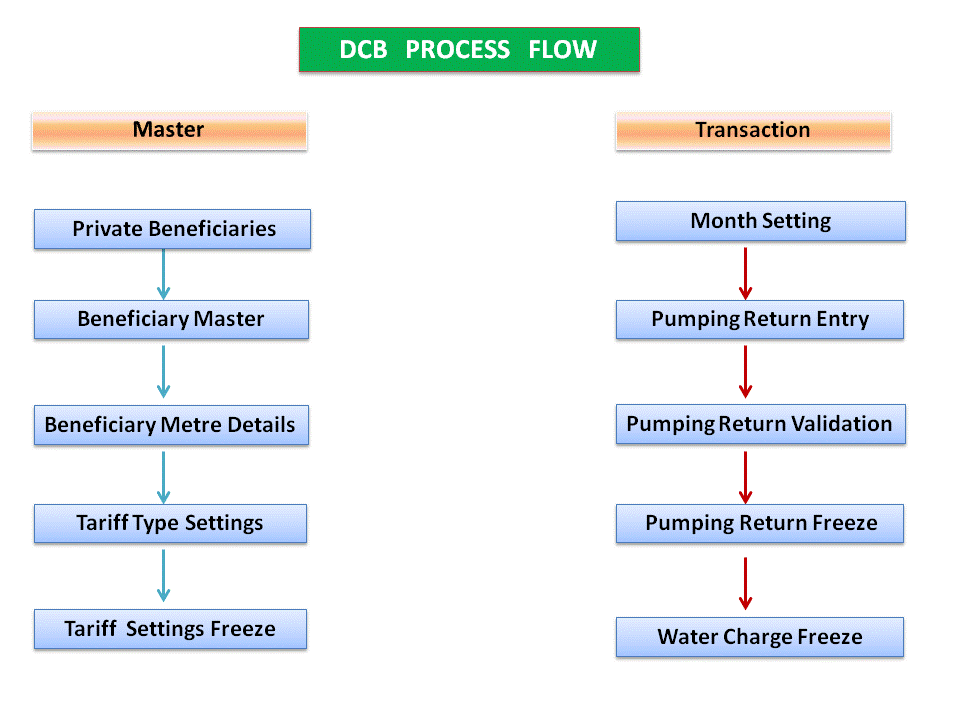 DCB PROCESS FLOW
Master
Transaction
Private Beneficiaries
Month Setting
Beneficiary Master
Pumping Return Entry
Beneficiary Metre Details
Pumping Return Validation
Tariff Type Settings
Pumping Return Freeze
Tariff Settings Freeze
Water Charge Freeze